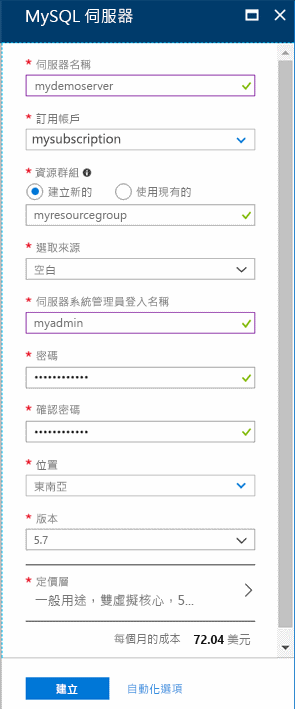 MySQL 伺服器
* 伺服器名稱
mydemoserver
* 訂用帳戶
mysubscription
* 資源群組
建立新的 使用現有的
myresourcegroup
* 選取來源
空白
* 伺服器系統管理員登入名稱
myadmin
* 密碼
••••••••••••
* 確認密碼
••••••••••••
* 位置
東南亞
* 版本
5.7
* 定價層
一般用途，雙虛擬核心，5...
每個月的成本 72.04 美元
建立 自動化選項